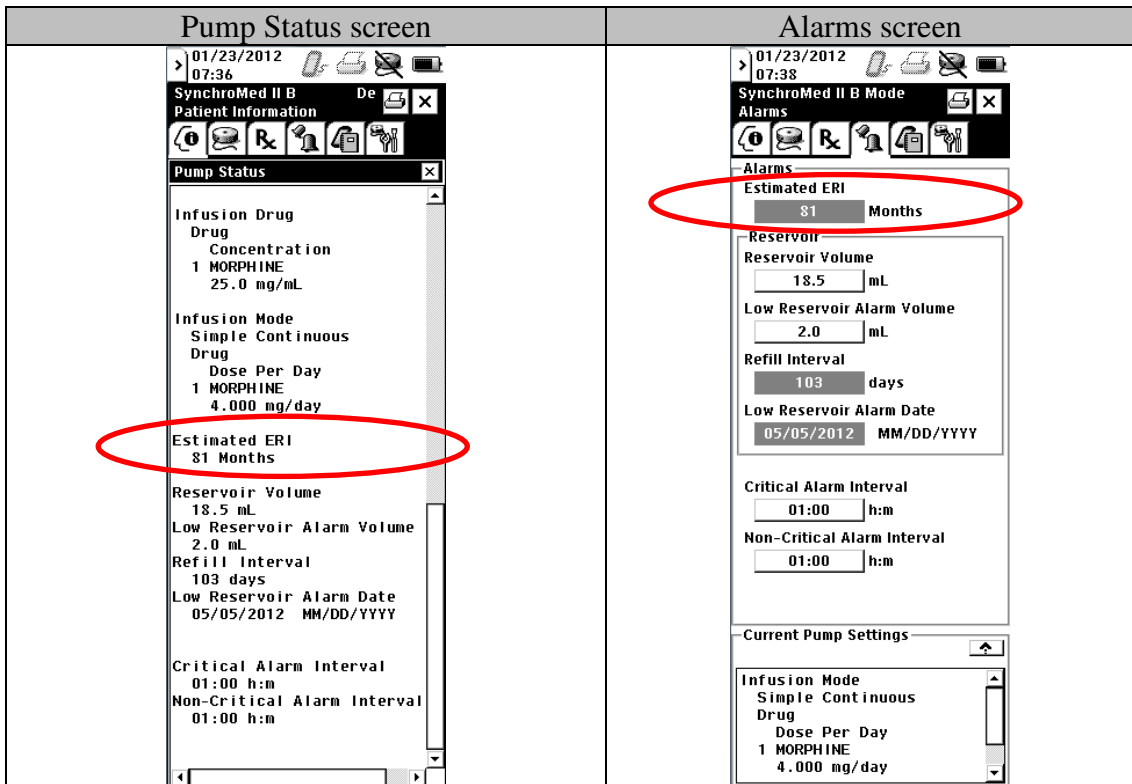 Pump Status screen
01/23/2012
07:36
SynchroMed II B De
Patient Information
Rx
Pump Status
Infusion Drug
Drug
Concentration
1 MORPHINE
25.0 mg/mL
Infusion Mode
Simple Continuous
Drug
Dose Per Day
1 MORPHINE
4.000 mg/day
Estimated ERI
81 Months
Reservoir Volume
18.5 mL
Low Reservoir Alarm Volume
2.0 mL
Refill Interval
103 days
Low Reservoir Alarm Date
05/05/2012 MM/DD/YYYY
Critical Alarm Interval
01:00 h:m
Non-Critical Alarm Interval
01:00 h:m
Alarms screen
01/23/2012
07:38
SynchroMed II B Mode
Alarms
Rx
Alarms
Estimated ERI
81 Months
Reservoir
Reservoir Volume
18.5 mL
Low Reservoir Alarm Volume
2.0 mL
Refill Interval
103 days
Low Reservoir Alarm Date
05/05/2012 MM/DD/YYYY
Critical Alarm Interval
01:00 h:m
Non-Critical Alarm Interval
01:00 h:m
Current Pump Settings
Infusion Mode
Simple Continuous
Drug
Dose Per Day
1 MORPHINE
4.000 mg/day